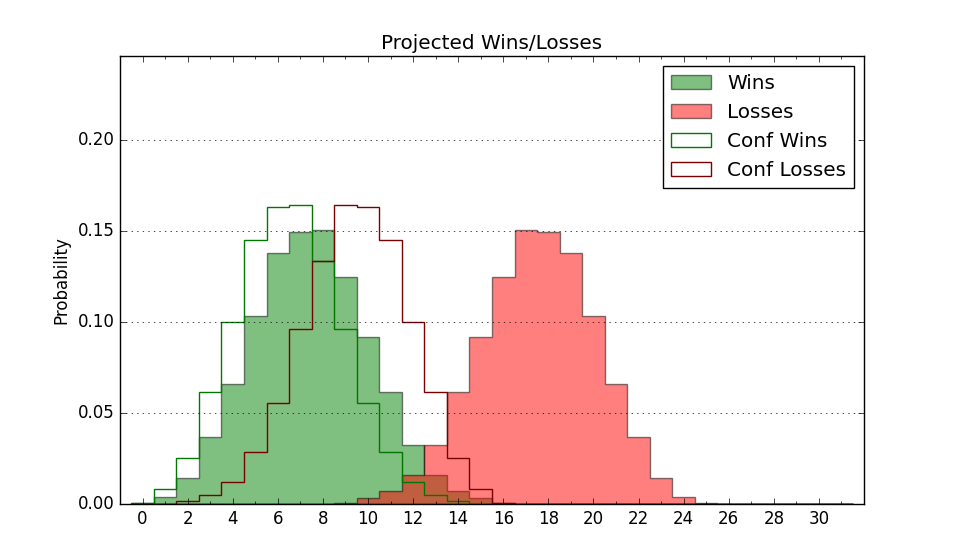 Projected Wins/Losses
Wins
Losses
Conf Wins
Conf Losses
Probability
0.20
0.15
0.10
0.05
0.00
0 2 4 6 8 10 12 14 16 18 20 22 24 26 28 30